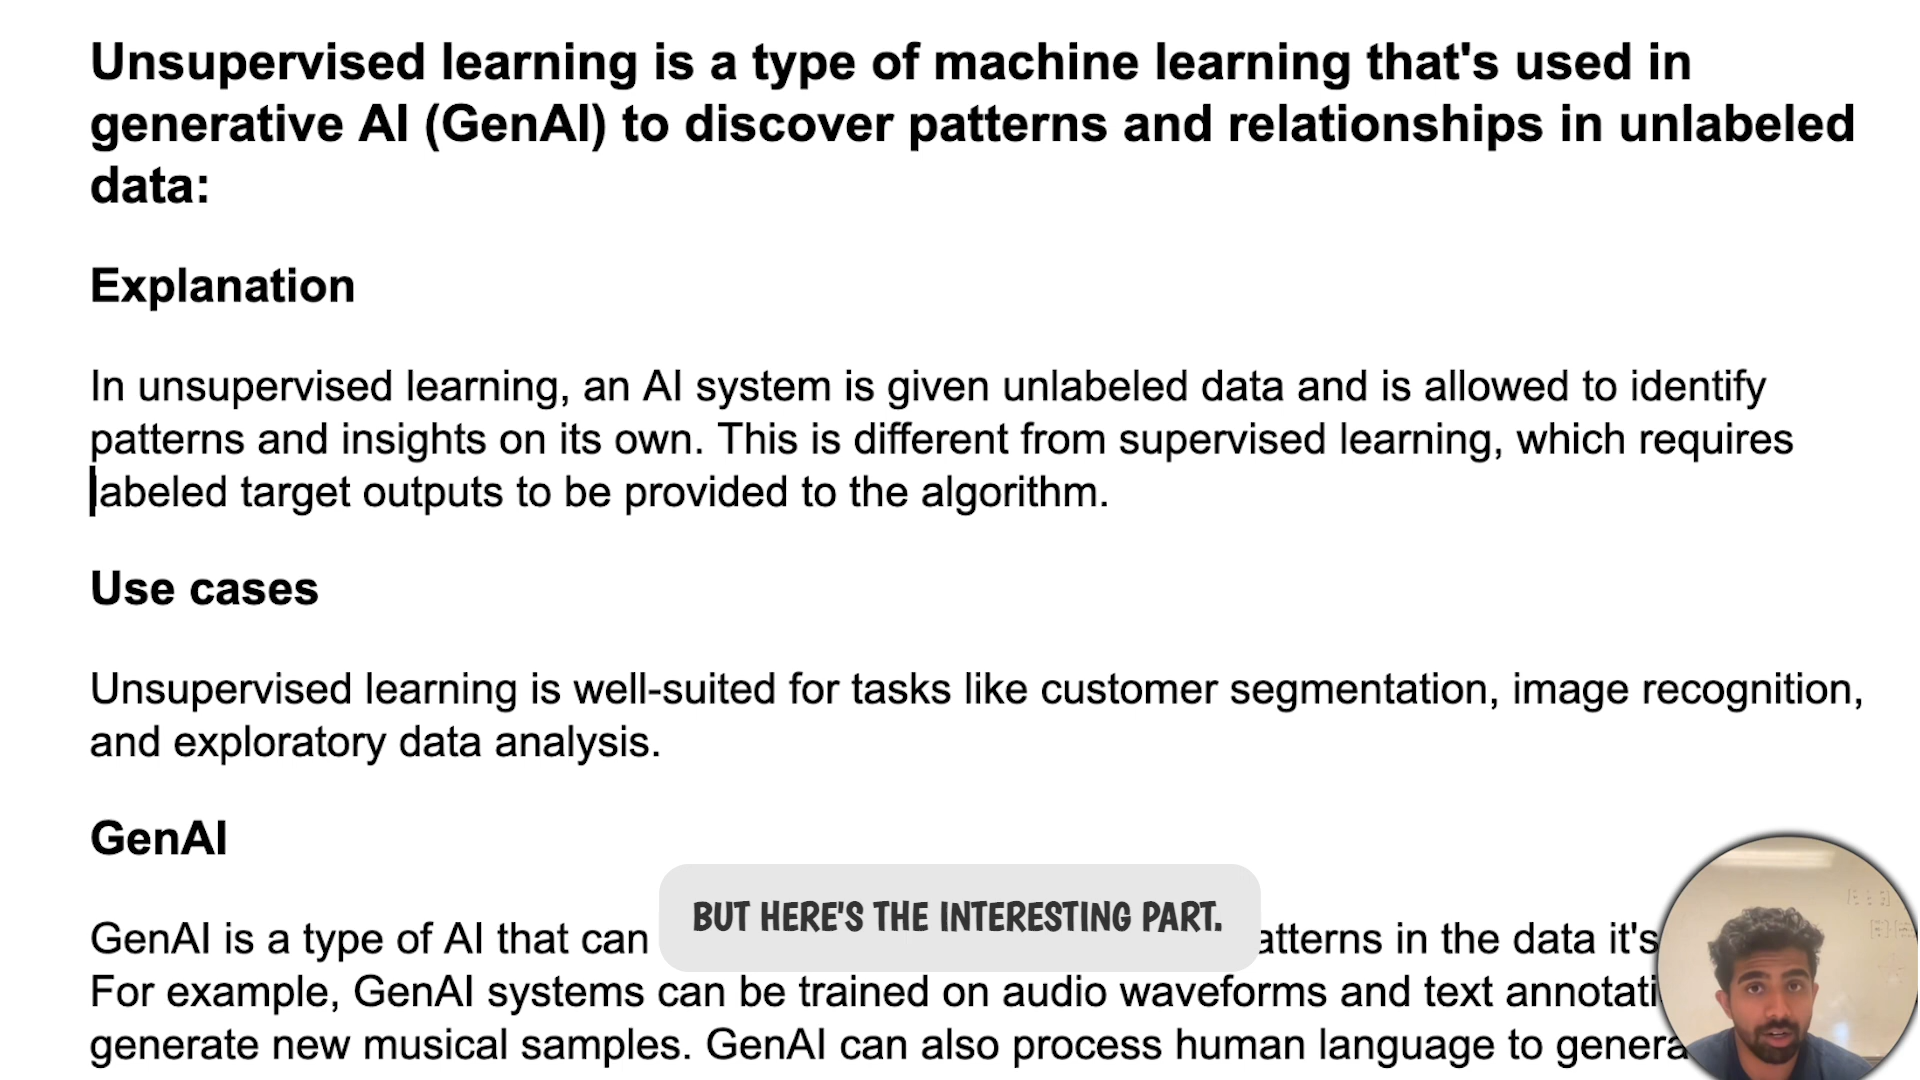 Unsupervised learning is a type of machine learning that's used in
generative AI (GenAI) to discover patterns and relationships in unlabeled
data:
Explanation
In unsupervised learning, an AI system is given unlabeled data and is allowed to identify
patterns and insights on its own. This is different from supervised learning, which requires
labeled target outputs to be provided to the algorithm.
Use cases
Unsupervised learning is well-suited for tasks like customer segmentation, image recognition,
and exploratory data analysis.
GenAI
GenAI is a type of AI that can
BUT HERE'S THE INTERESTING PART.
in the data it's
For example, GenAI systems can be trained on audio waveforms and text
generate new musical samples. GenAI can also process human language to